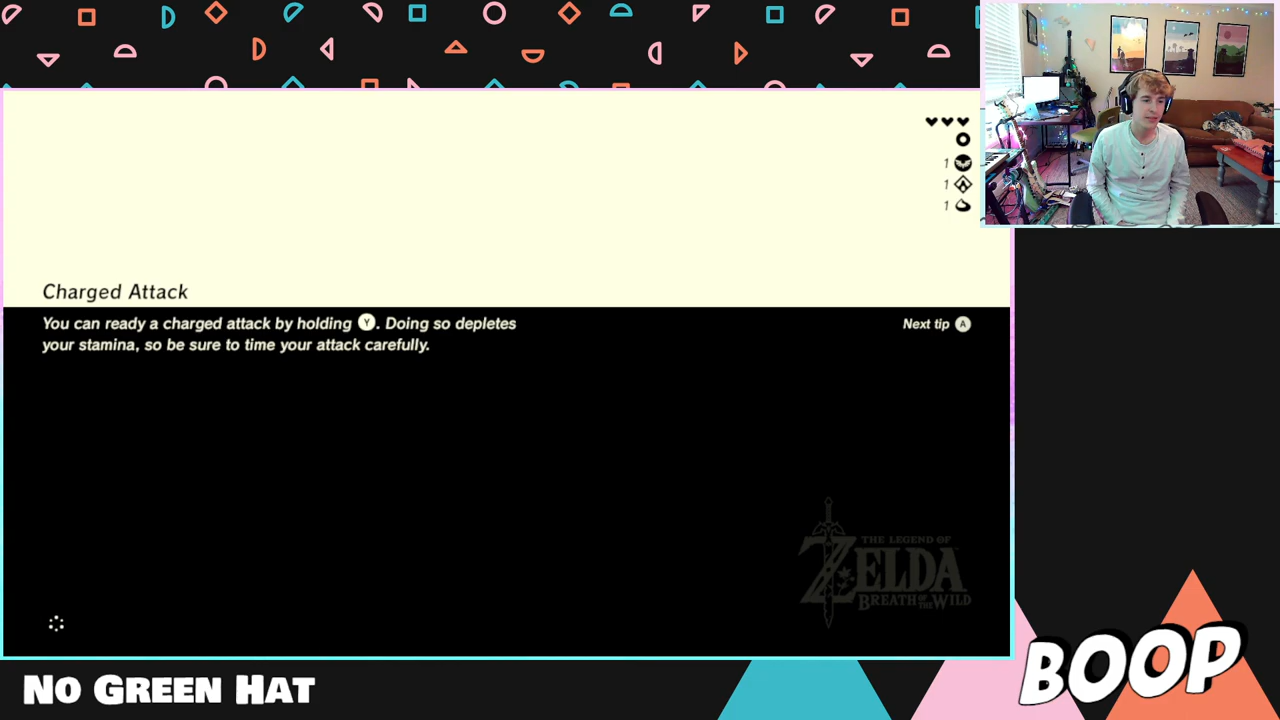 1
1
1
Charged Attack
You can ready a charged attack by holding Y. Doing so depletes
your stamina, so be sure to time your attack carefully.
Next tip A
THE LEGEND OF
ZELDA
BREATH OF THE WILD
NO GREEN HAT
BOOP